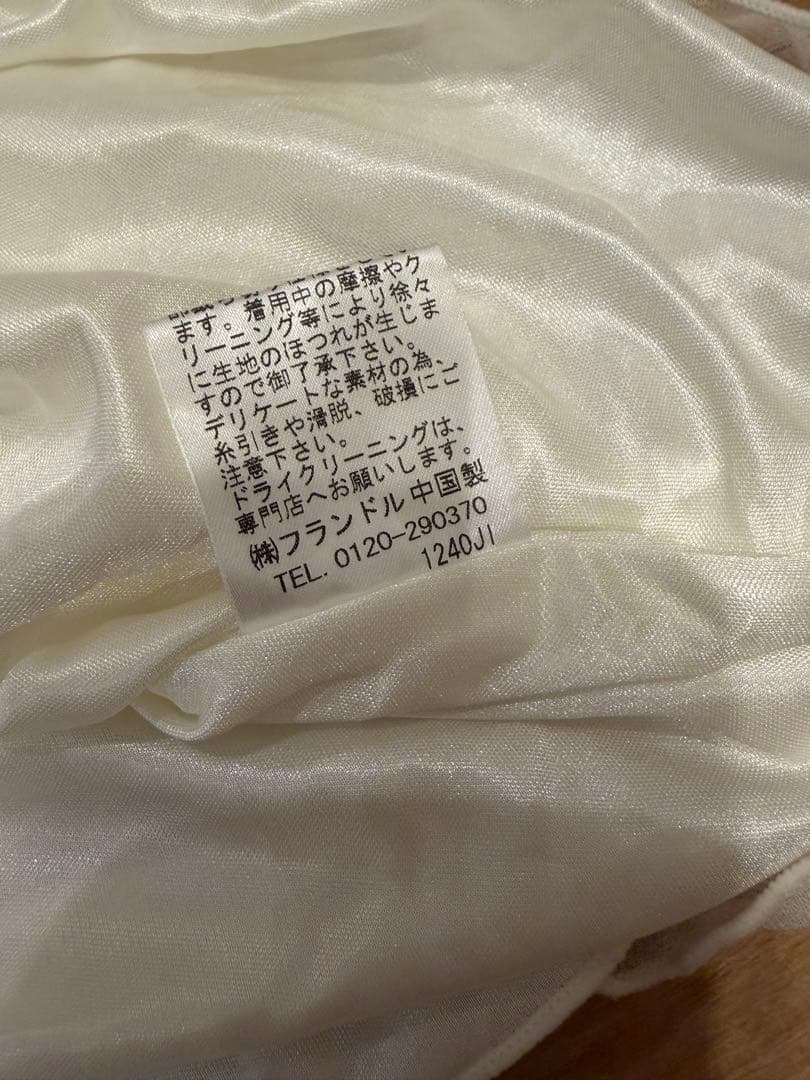 ます。着用中の摩擦やク
リーニング等により徐々
に生地のほつれが生じま
すので御了承下さい。
デリケートな素材の為、
糸引きや滑脱、破損にご
注意下さい。
ドライクリーニングは、
専門店へお願いします。
㈱フランドル 中国製
TEL. 0120-290370
1240JI